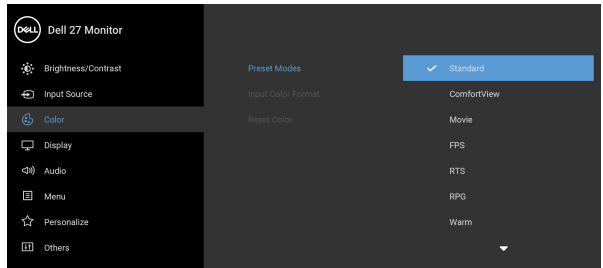 DELL Dell 27 Monitor
Brightness/Contrast
Input Source
Color
Display
Audio
Menu
Personalize
Others
Preset Modes
Input Color Format
Reset Color
Standard
ComfortView
Movie
FPS
RTS
RPG
Warm